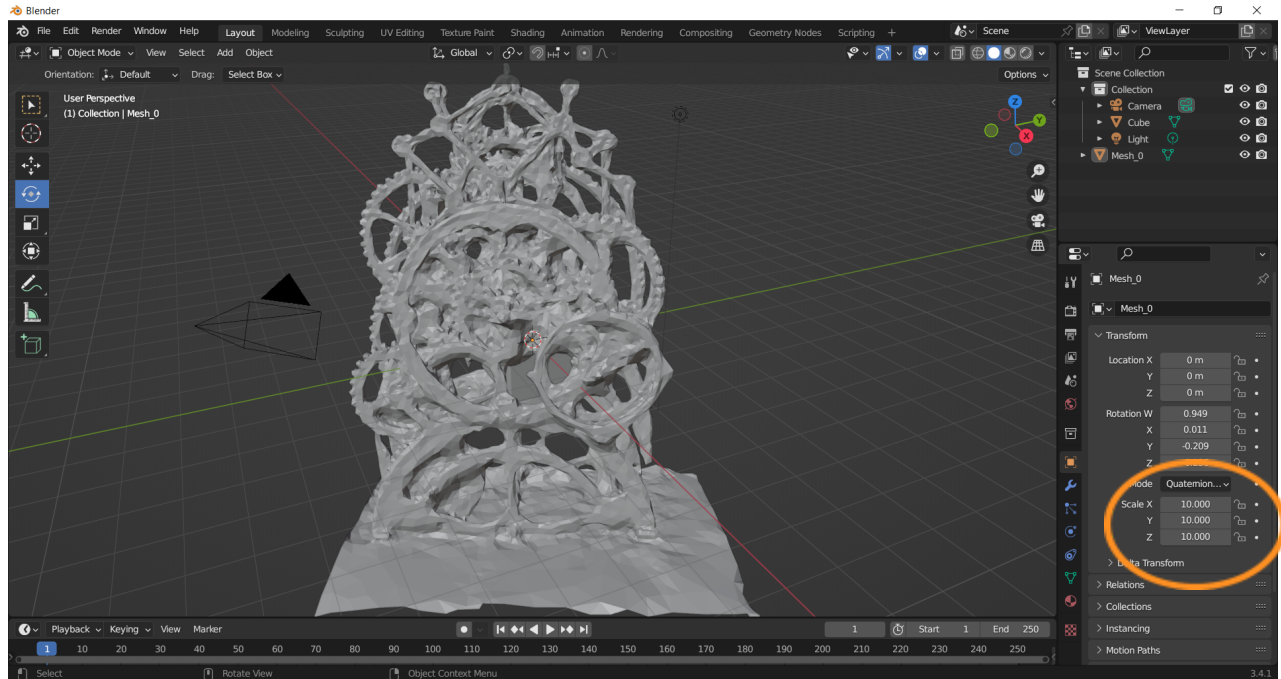 Blender
File Edit Render Window Help Layout Modeling Sculpting UV Editing Texture Paint Shading Animation Rendering Compositing Geometry Nodes Scripting + Scene ViewLayer
Object Mode View Select Add Object Global Options
Orientation: Default Drag: Select Box
User Perspective
(1) Collection | Mesh_0
Z
Y
X
Scene Collection
Collection
Camera
Cube
Light
Mesh_0
Mesh_0
Mesh_0
Transform
Location X 0 m
Y 0 m
Z 0 m
Rotation W 0.949
X 0.011
Y -0.209
Z
Mode Quaternion...
Scale X 10.000
Y 10.000
Z 10.000
Delta Transform
Relations
Collections
Instancing
Motion Paths
Playback Keying View Marker 1 Start 1 End 250
1 10 20 30 40 50 60 70 80 90 100 110 120 130 140 150 160 170 180 190 200 210 220 230 240 250
Select Rotate View Object Context Menu 3.4.1